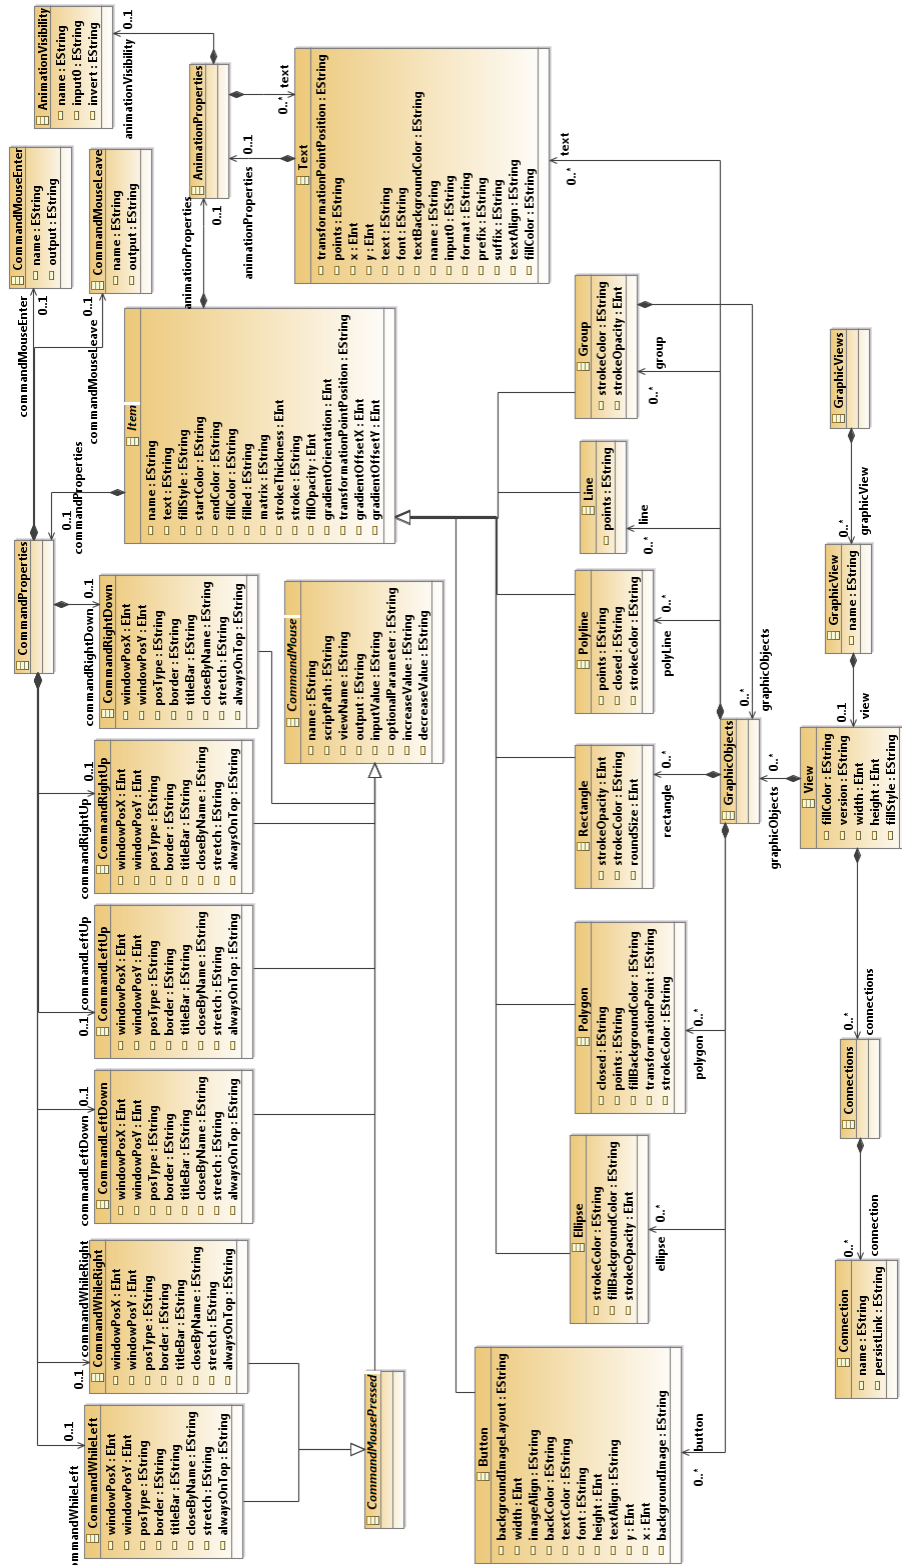 AnimationVisibility
name : EString
input0 : EString
invert : EString
animationVisibility
0..1
CommandMouseEnter
name : EString
output : EString
commandMouseEnter
0..1
CommandMouseLeave
name : EString
output : EString
commandMouseLeave
0..1
AnimationProperties
animationProperties
0..1
animationProperties
0..1
text
0..*
Text
transformationPointPosition : EString
points : EString
x : EInt
y : EInt
text : EString
font : EString
textBackgroundColor : EString
name : EString
input0 : EString
format : EString
prefix : EString
suffix : EString
textAlign : EString
fillColor : EString
text
0..*
CommandProperties
commandProperties
0..1
Item
name : EString
text : EString
fillStyle : EString
startColor : EString
endColor : EString
fillColor : EString
filled : EString
matrix : EString
strokeThickness : EInt
stroke : EString
fillOpacity : EInt
gradientOrientation : EInt
transformationPointPosition : EString
gradientOffsetX : EInt
gradientOffsetY : EInt
commandRightDown
0..1
CommandRightDown
windowPosX : EInt
windowPosY : EInt
posType : EString
border : EString
titleBar : EString
closeByName : EString
stretch : EString
alwaysOnTop : EString
commandRightUp
0..1
CommandRightUp
windowPosX : EInt
windowPosY : EInt
posType : EString
border : EString
titleBar : EString
closeByName : EString
stretch : EString
alwaysOnTop : EString
commandLeftUp
0..1
CommandLeftUp
windowPosX : EInt
windowPosY : EInt
posType : EString
border : EString
titleBar : EString
closeByName : EString
stretch : EString
alwaysOnTop : EString
commandLeftDown
0..1
CommandLeftDown
windowPosX : EInt
windowPosY : EInt
posType : EString
border : EString
titleBar : EString
closeByName : EString
stretch : EString
alwaysOnTop : EString
commandWhileRight
0..1
CommandWhileRight
windowPosX : EInt
windowPosY : EInt
posType : EString
border : EString
titleBar : EString
closeByName : EString
stretch : EString
alwaysOnTop : EString
ommandWhileLeft
0..1
CommandWhileLeft
windowPosX : EInt
windowPosY : EInt
posType : EString
border : EString
titleBar : EString
closeByName : EString
stretch : EString
alwaysOnTop : EString
CommandMouse
name : EString
scriptPath : EString
viewName : EString
output : EString
inputValue : EString
optionalParameter : EString
increaseValue : EString
decreaseValue : EString
CommandMousePressed
Group
strokeColor : EString
strokeOpacity : EInt
group
0..*
Line
points : EString
line
0..*
Polyline
points : EString
closed : EString
strokeColor : EString
polyLine
0..*
Rectangle
strokeOpacity : EInt
strokeColor : EString
roundSize : EInt
rectangle
0..*
Polygon
closed : EString
points : EString
fillBackgroundColor : EString
transformationPoint : EString
strokeColor : EString
polygon
0..*
Ellipse
strokeColor : EString
fillBackgroundColor : EString
strokeOpacity : EInt
ellipse
0..*
Button
backgroundImageLayout : EString
width : EInt
imageAlign : EString
backColor : EString
textColor : EString
font : EString
height : EInt
textAlign : EString
y : EInt
x : EInt
backgroundImage : EString
button
0..*
GraphicObjects
graphicObjects
0..*
graphicObjects
0..*
GraphicViews
graphicView
0..*
GraphicView
name : EString
view
0..1
View
fillColor : EString
version : EString
width : EInt
height : EInt
fillStyle : EString
connections
0..*
Connections
connection
0..*
Connection
name : EString
persistLink : EString